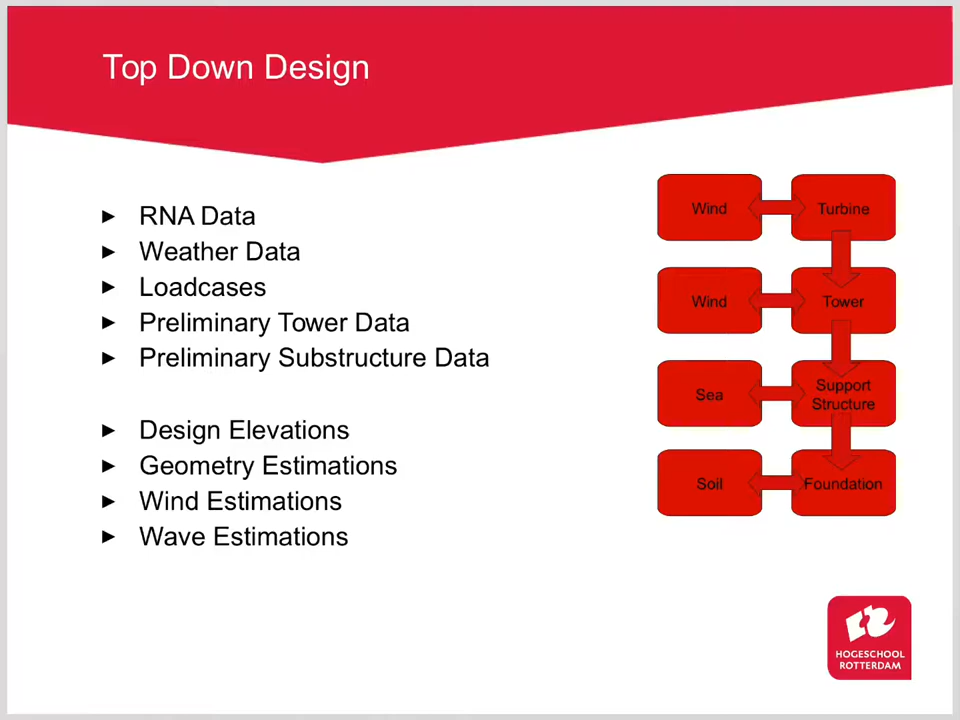 Top Down Design
► RNA Data
► Weather Data
► Loadcases
► Preliminary Tower Data
► Preliminary Substructure Data
► Design Elevations
► Geometry Estimations
► Wind Estimations
► Wave Estimations
Wind
Turbine
Wind
Tower
Sea
Support
Structure
Soil
Foundation
HOGESCHOOL
ROTTERDAM